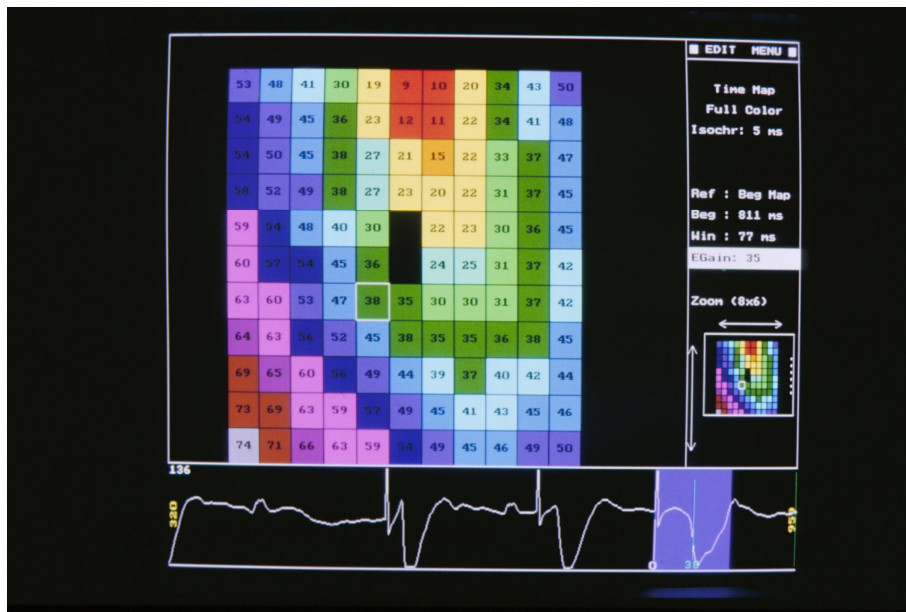 EDIT MENU
Time Map
Full Color
Isochr: 5 ms
Ref : Beg Map
Beg : 811 ms
Win : 77 ms
EGain: 35
Zoom (8x6)
53 48 41 30 19 9 10 20 34 43 50
54 49 45 36 23 12 11 22 34 41 48
54 50 45 38 27 21 15 22 33 37 47
58 52 49 38 27 23 20 22 31 37 45
59 54 48 40 30 22 23 30 36 45
60 57 54 45 36 24 25 31 37 42
63 60 53 47 38 35 30 30 31 37 42
64 63 56 52 45 38 35 35 36 38 45
69 65 60 56 49 44 39 37 40 42 44
73 69 63 59 57 49 45 41 43 45 46
74 71 66 63 59 54 49 45 46 49 50
136
320
959
0 38